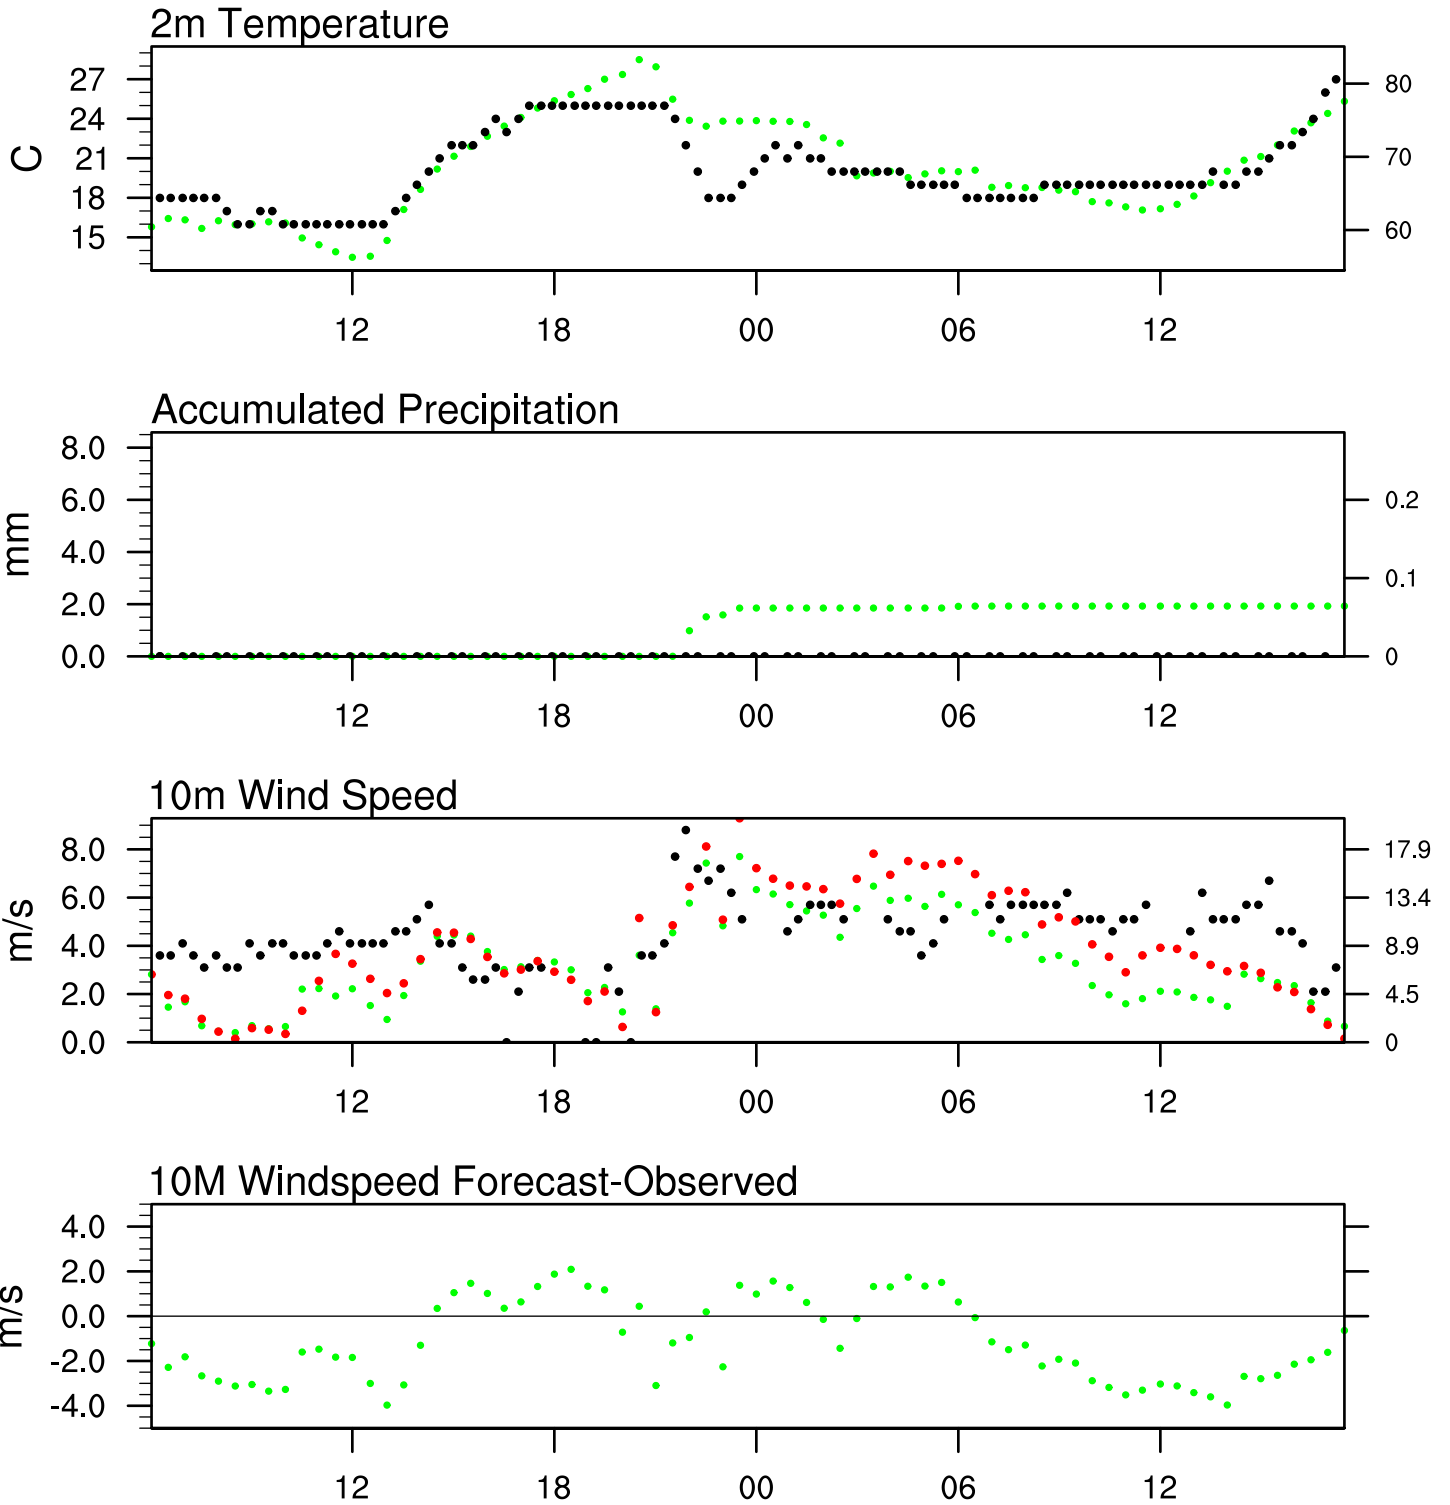 2m Temperature
C
27
24
21
18
15
80
70
60
12 18 00 06 12
Accumulated Precipitation
mm
8.0
6.0
4.0
2.0
0.0
0.2
0.1
0
12 18 00 06 12
10m Wind Speed
m/s
8.0
6.0
4.0
2.0
0.0
17.9
13.4
8.9
4.5
0
12 18 00 06 12
10M Windspeed Forecast-Observed
m/s
4.0
2.0
0.0
-2.0
-4.0
12 18 00 06 12